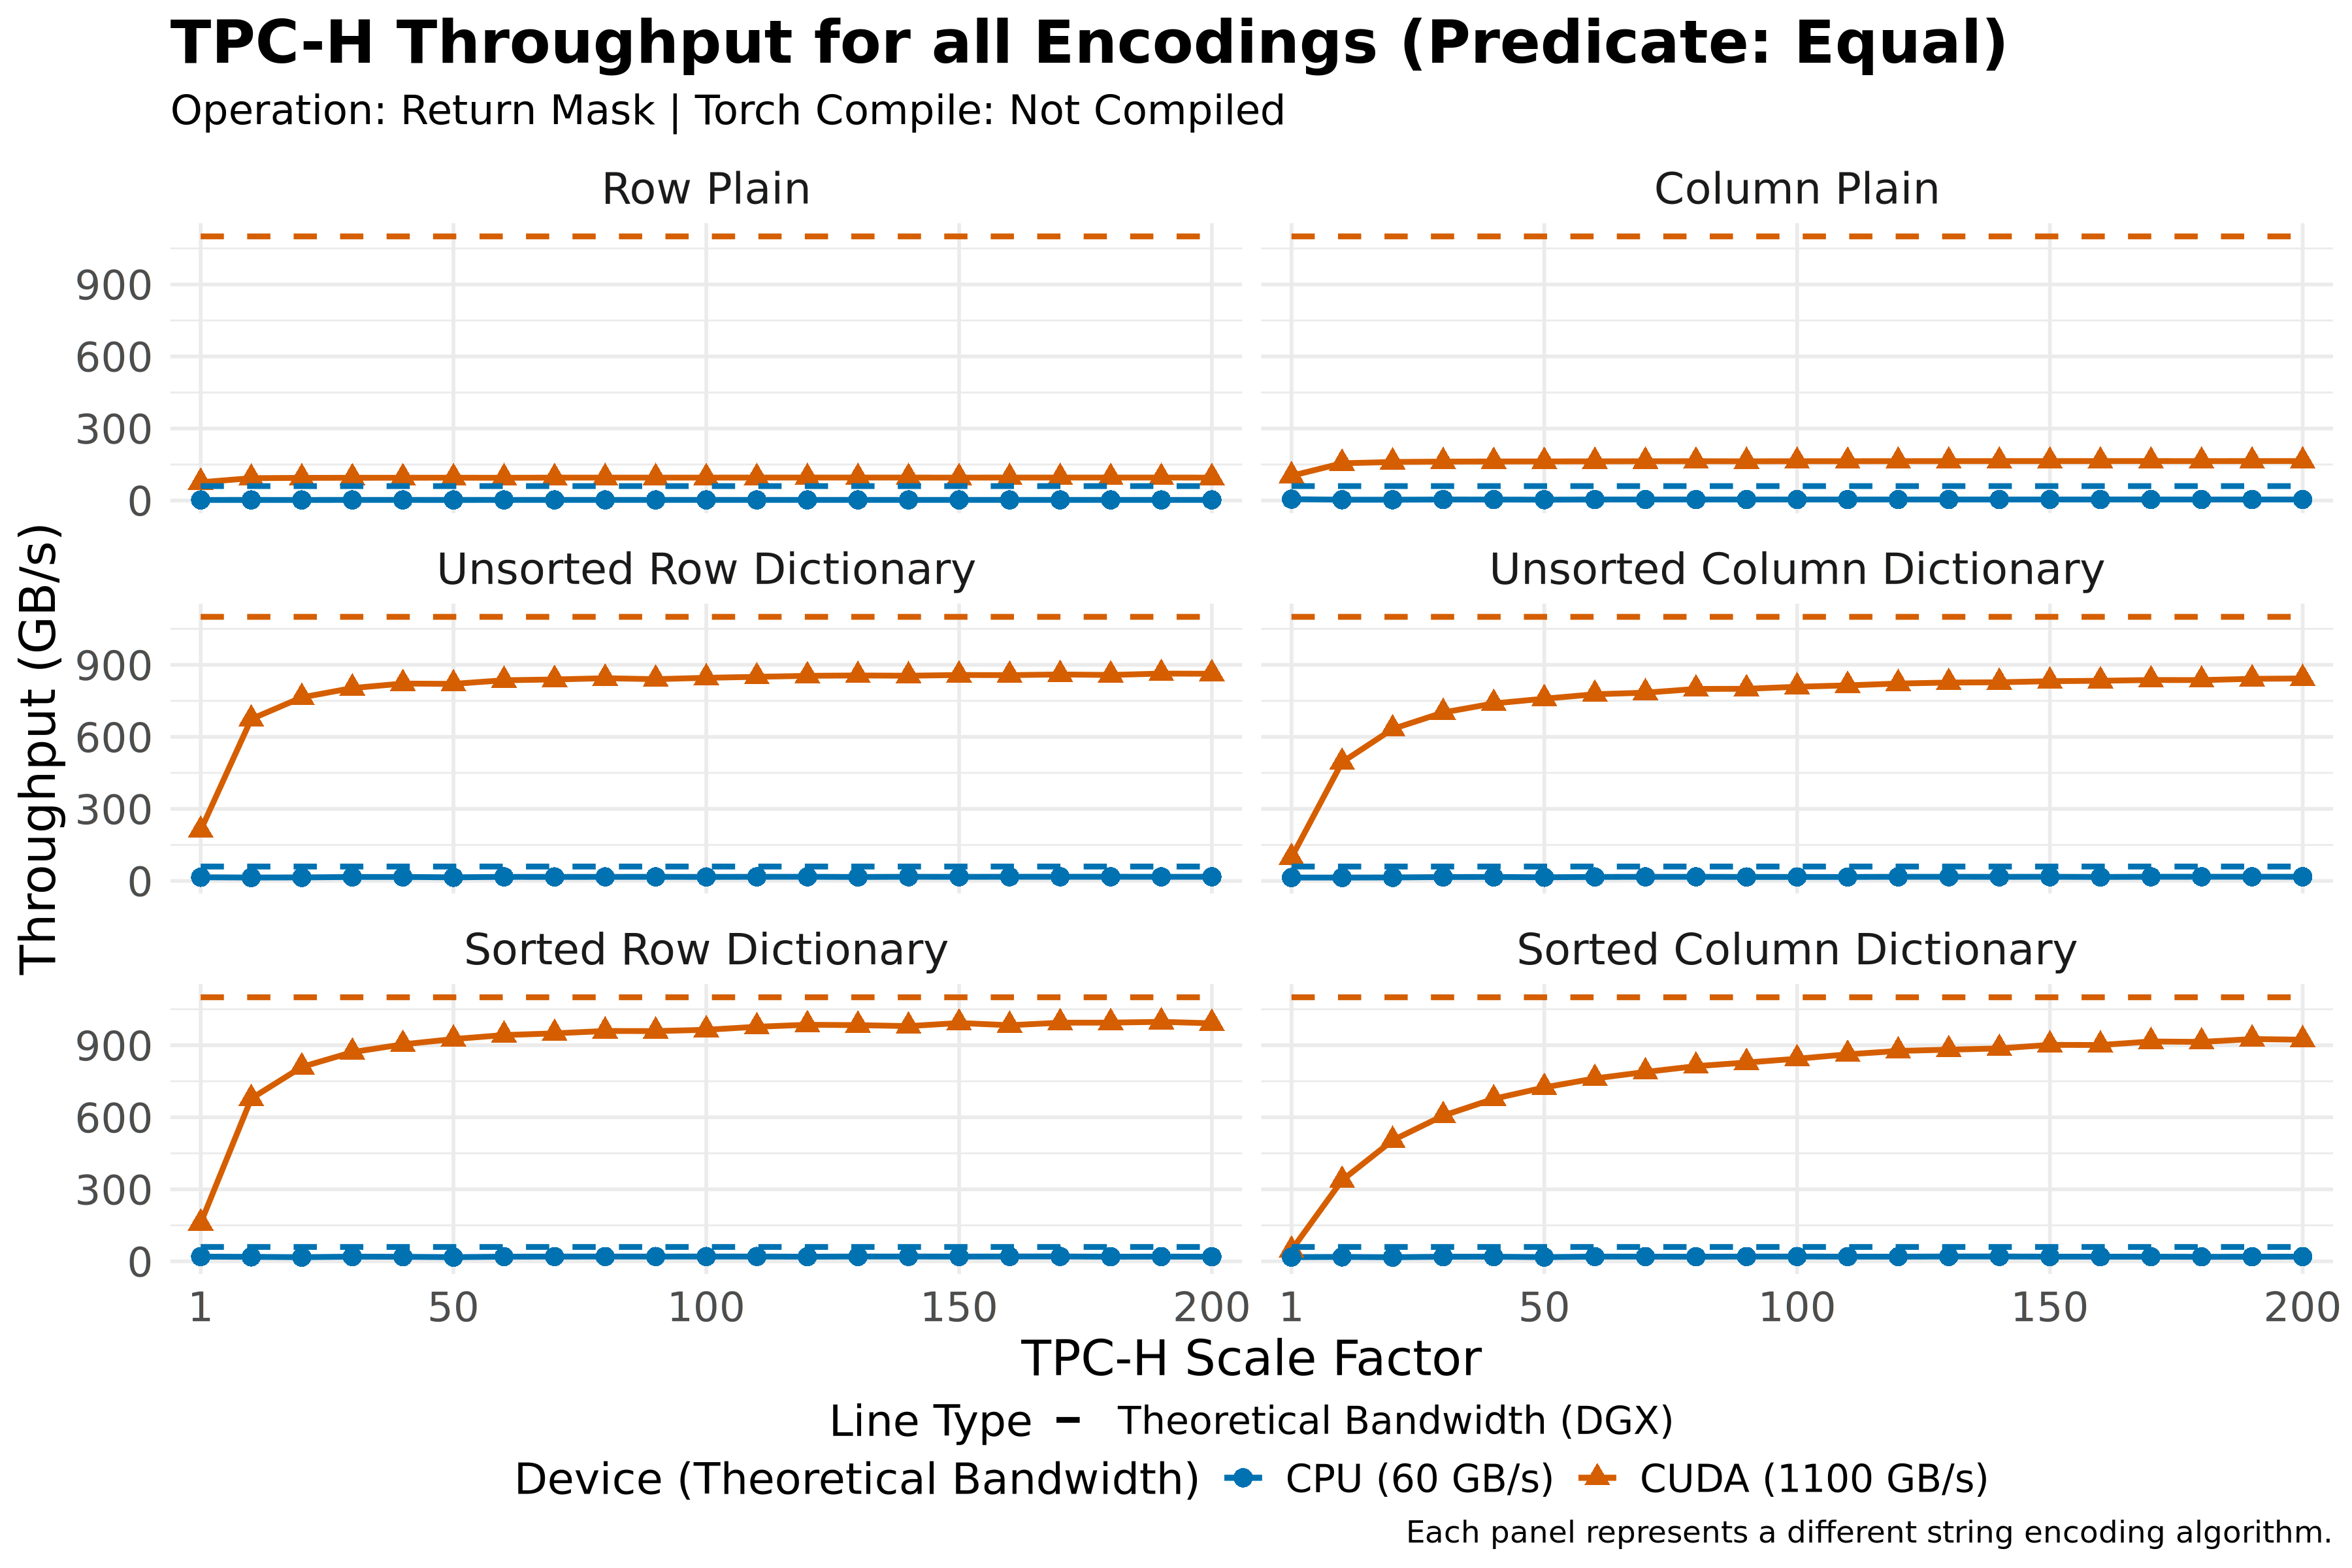 TPC-H Throughput for all Encodings (Predicate: Equal)
Operation: Return Mask | Torch Compile: Not Compiled
Row Plain
Column Plain
900
600
300
0
Unsorted Row Dictionary
Unsorted Column Dictionary
900
600
300
0
Sorted Row Dictionary
Sorted Column Dictionary
900
600
300
0
Throughput (GB/s)
1 50 100 150 200 1 50 100 150 200
TPC-H Scale Factor
Line Type Theoretical Bandwidth (DGX)
Device (Theoretical Bandwidth) CPU (60 GB/s) CUDA (1100 GB/s)
Each panel represents a different string encoding algorithm.